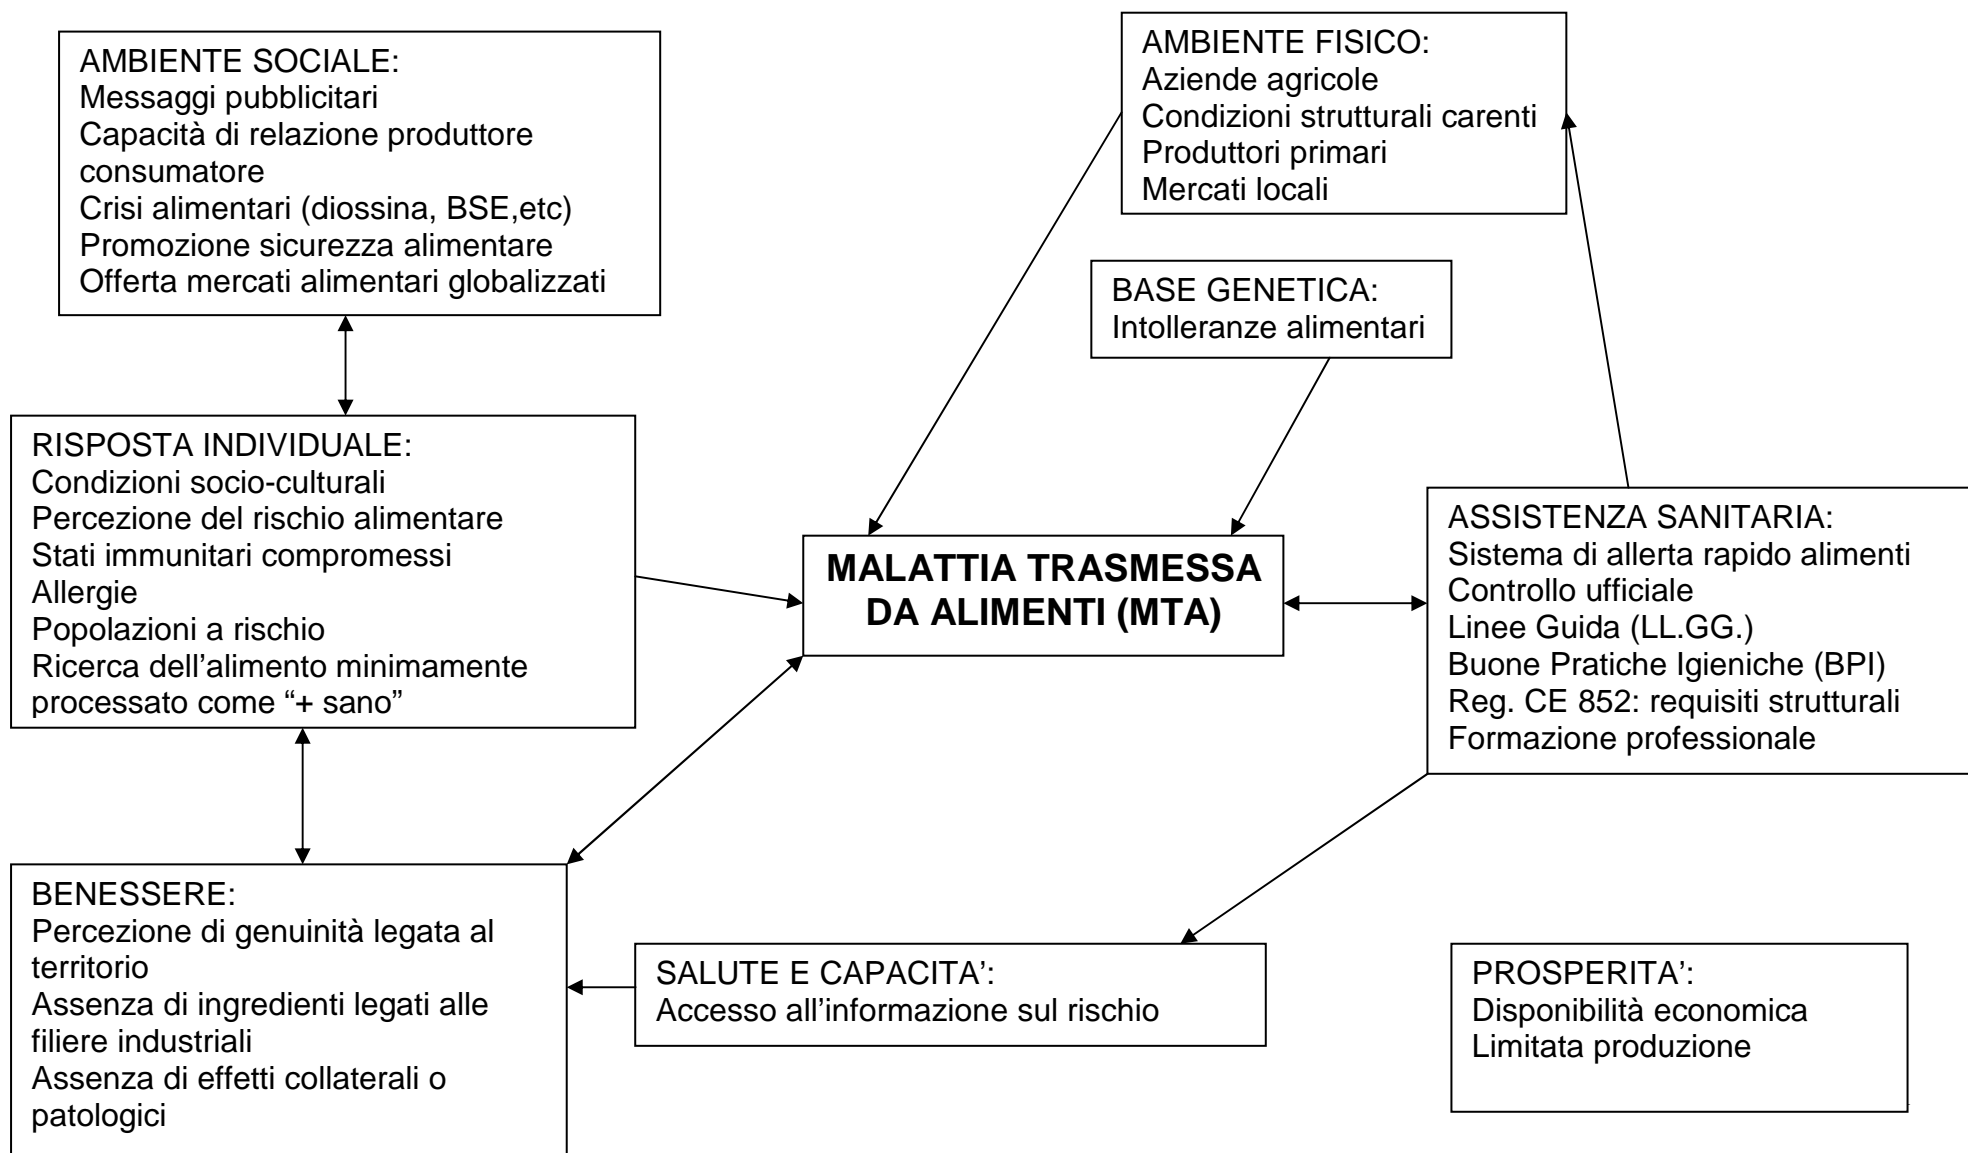 AMBIENTE SOCIALE:
Messaggi pubblicitari
Capacità di relazione produttore
consumatore
Crisi alimentari (diossina, BSE,etc)
Promozione sicurezza alimentare
Offerta mercati alimentari globalizzati
AMBIENTE FISICO:
Aziende agricole
Condizioni strutturali carenti
Produttori primari
Mercati locali
BASE GENETICA:
Intolleranze alimentari
RISPOSTA INDIVIDUALE:
Condizioni socio-culturali
Percezione del rischio alimentare
Stati immunitari compromessi
Allergie
Popolazioni a rischio
Ricerca dell’alimento minimamente
processato come “+ sano”
MALATTIA TRASMESSA
DA ALIMENTI (MTA)
ASSISTENZA SANITARIA:
Sistema di allerta rapido alimenti
Controllo ufficiale
Linee Guida (LL.GG.)
Buone Pratiche Igieniche (BPI)
Reg. CE 852: requisiti strutturali
Formazione professionale
BENESSERE:
Percezione di genuinità legata al
territorio
Assenza di ingredienti legati alle
filiere industriali
Assenza di effetti collaterali o
patologici
SALUTE E CAPACITA’:
Accesso all’informazione sul rischio
PROSPERITA’:
Disponibilità economica
Limitata produzione